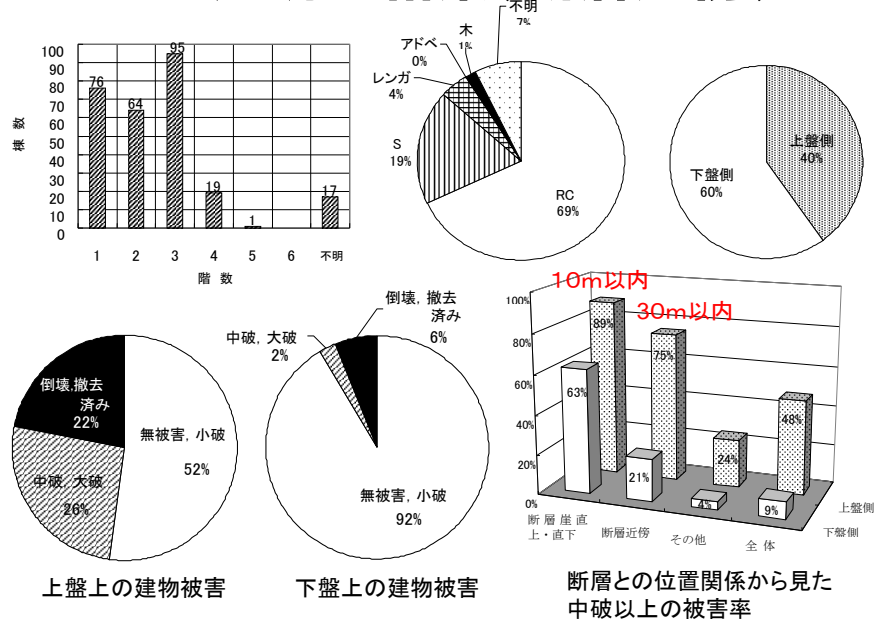 100
90
80
70
60
50
40
30
20
10
0
棟 数
76
64
95
19
1
17
1
2
3
4
5
6
不明
階 数
不明
7%
木
1%
アドベ
0%
レンガ
4%
S
19%
RC
69%
上盤側
40%
下盤側
60%
倒壊,撤去
済み
22%
中破, 大破
26%
無被害, 小破
52%
上盤上の建物被害
倒壊, 撤去
済み
6%
中破, 大破
2%
無被害, 小破
92%
下盤上の建物被害
10m以内
30m以内
100%
80%
60%
40%
20%
0%
89%
75%
24%
48%
63%
21%
4%
9%
断 層 崖 直
上・直下
断層近傍
その他
全 体
上盤側
下盤側
断層との位置関係から見た
中破以上の被害率